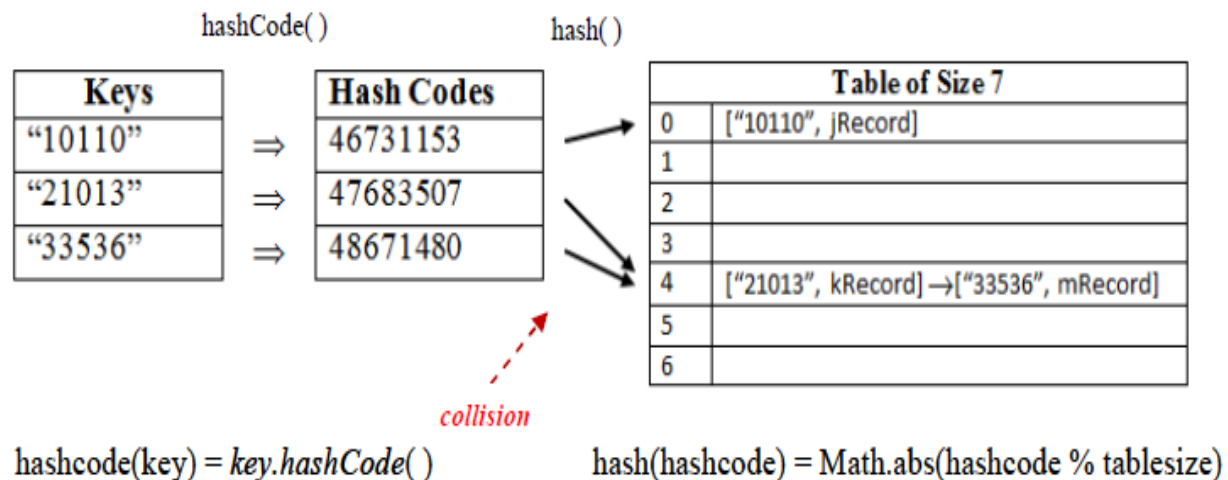 hashCode( )
hash( )
Keys
“10110”
“21013”
“33536”
⇒
⇒
⇒
Hash Codes
46731153
47683507
48671480
Table of Size 7
0 [“10110”, jRecord]
1
2
3
4 [“21013”, kRecord]→[“33536”, mRecord]
5
6
collision
hashcode(key) = key.hashCode( )
hash(hashcode) = Math.abs(hashcode % tablesize)